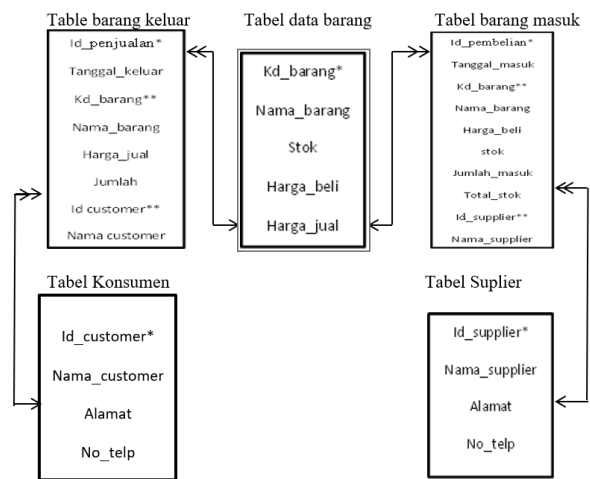 Table barang keluar
Id_penjualan*
Tanggal_keluar
Kd_barang**
Nama_barang
Harga_jual
Jumlah
Id customer**
Nama customer
Tabel data barang
Kd_barang*
Nama_barang
Stok
Harga_beli
Harga_jual
Tabel barang masuk
Id_pembelian*
Tanggal_masuk
Kd_barang**
Nama_barang
Harga_beli
stok
Jumlah_masuk
Total_stok
Id_supplier**
Nama_supplier
Tabel Konsumen
Id_customer*
Nama_customer
Alamat
No_telp
Tabel Suplier
Id_supplier*
Nama_supplier
Alamat
No_telp